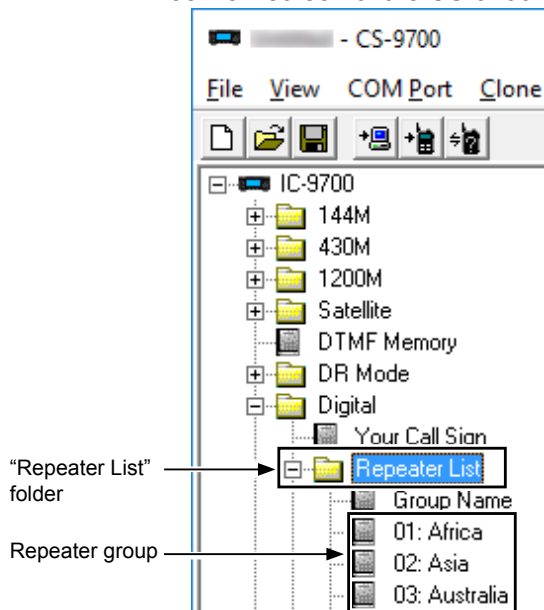 - CS-9700
File View COM Port Clone
IC-9700
144M
430M
1200M
Satellite
DTMF Memory
DR Mode
Digital
Your Call Sign
"Repeater List" folder
Repeater List
Group Name
Repeater group
01: Africa
02: Asia
03: Australia